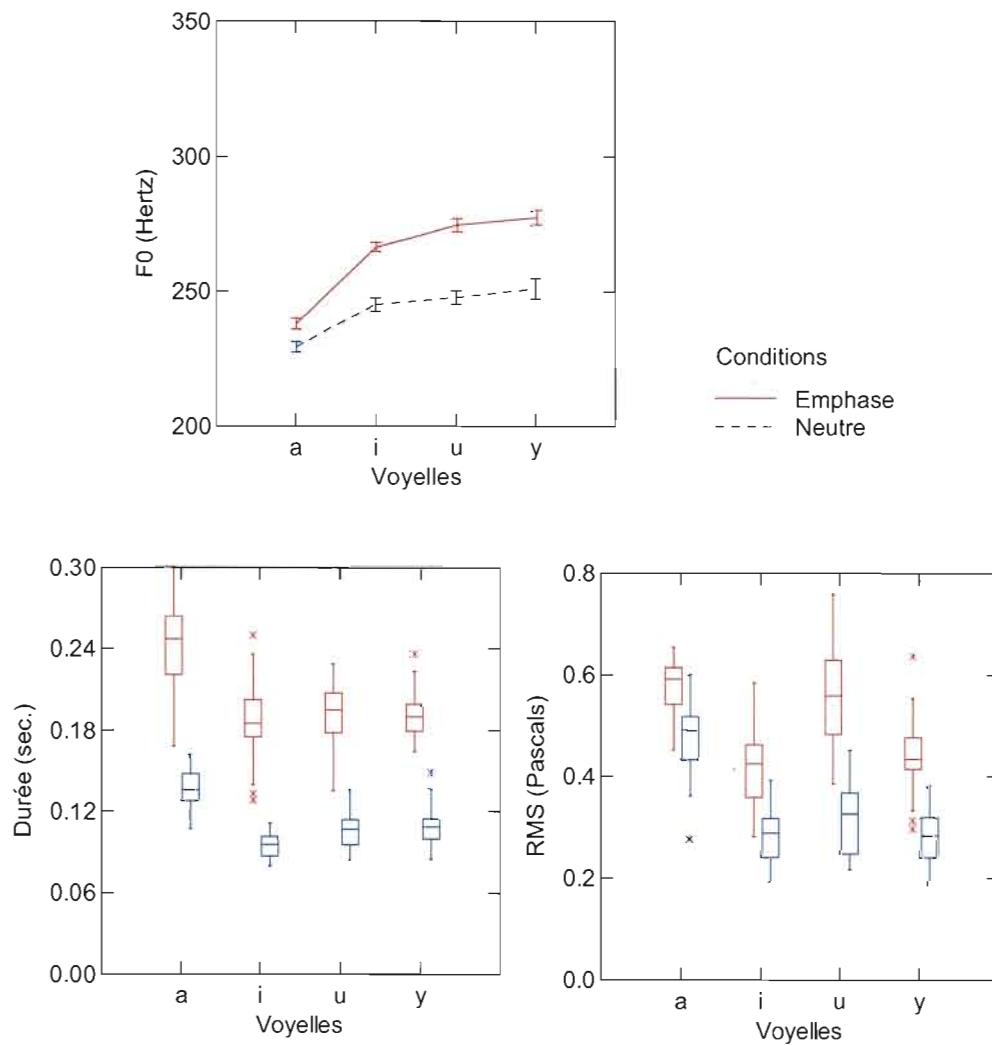 350
300
250
200
F0 (Hertz)
a i u y
Voyelles
Conditions
Emphase
Neutre
0.30
0.24
0.18
0.12
0.06
0.00
Durée (sec.)
a i u y
Voyelles
0.8
0.6
0.4
0.2
0.0
RMS (Pascals)
a i u y
Voyelles